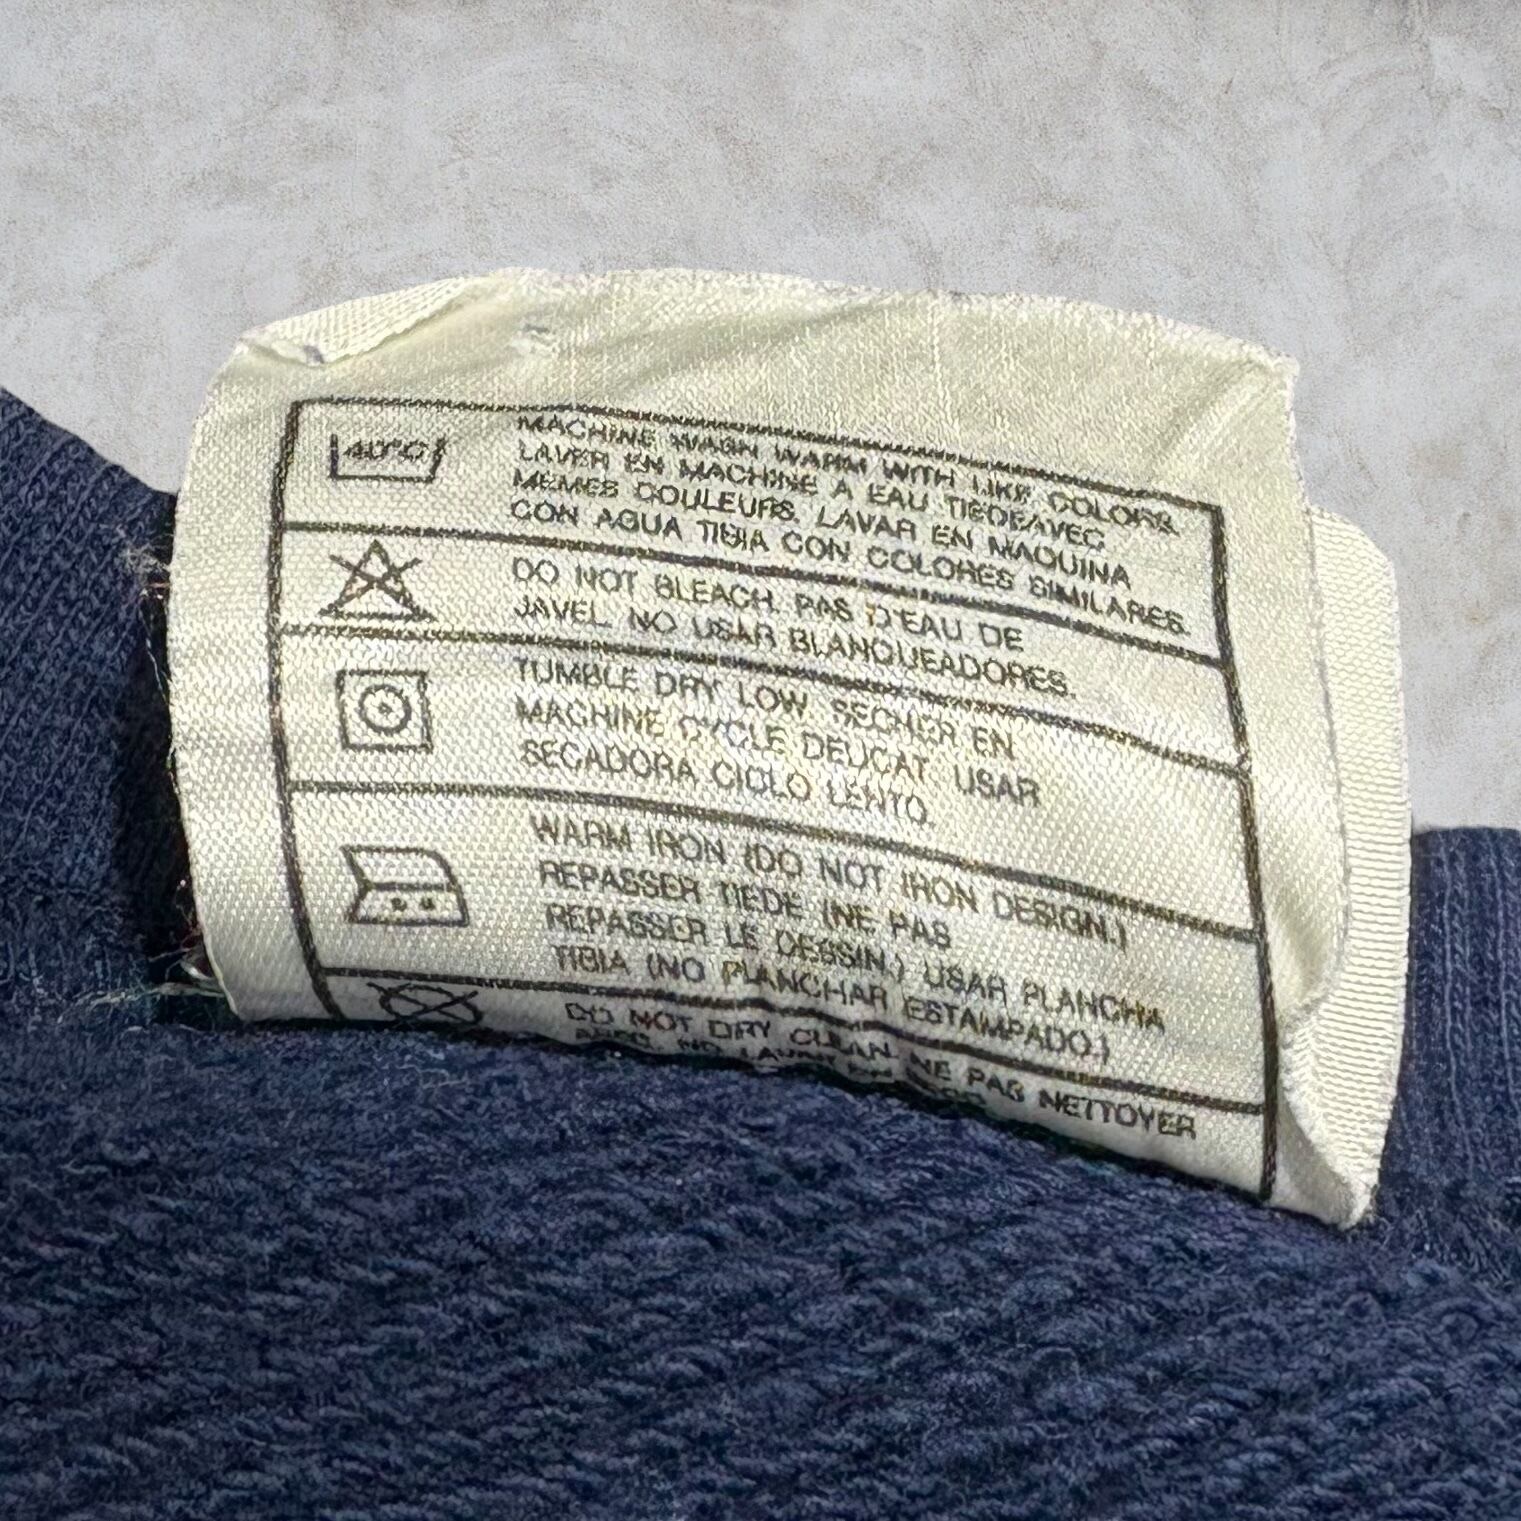 40°C
MACHINE WASH WARM WITH LIKE COLORS.
LAVER EN MACHINE A EAU TIEDEAVEC
MEMES COULEURS. LAVAR EN MAQUINA
CON AGUA TIBIA CON COLORES SIMILARES.
DO NOT BLEACH. PAS D'EAU DE
JAVEL. NO USAR BLANQUEADORES.
TUMBLE DRY LOW. SECHER EN
MACHINE CYCLE DELICAT. USAR
SECADORA CICLO LENTO.
WARM IRON (DO NOT IRON DESIGN.)
REPASSER TIEDE (NE PAS
REPASSER LE DESSIN.) USAR PLANCHA
TIBIA (NO PLANCHAR ESTAMPADO.)
DO NOT DRY CLEAN. NE PAS NETTOYER
NO LAVAR EN